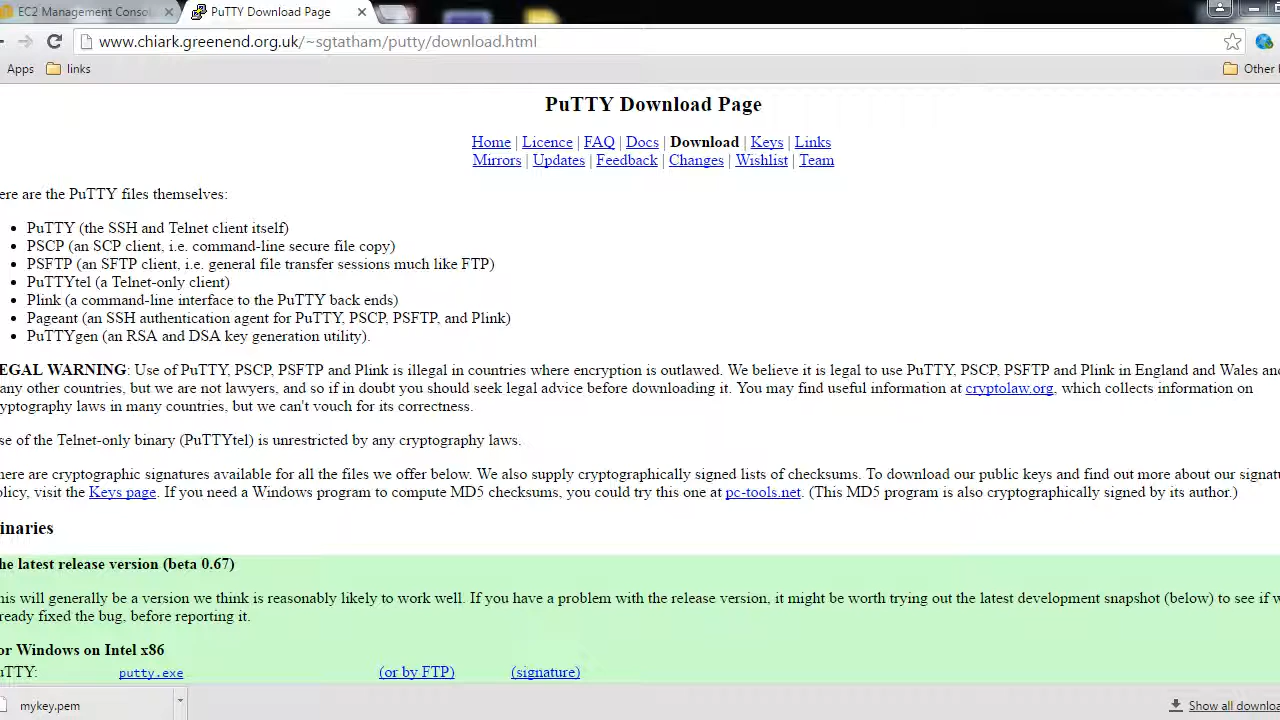 EC2 Management Consol
PuTTY Download Page
www.chiark.greenend.org.uk/~sgtatham/putty/download.html
Apps links Other
PuTTY Download Page
Home | Licence | FAQ | Docs | Download | Keys | Links
Mirrors | Updates | Feedback | Changes | Wishlist | Team
ere are the PuTTY files themselves:
• PuTTY (the SSH and Telnet client itself)
• PSCP (an SCP client, i.e. command-line secure file copy)
• PSFTP (an SFTP client, i.e. general file transfer sessions much like FTP)
• PuTTYtel (a Telnet-only client)
• Plink (a command-line interface to the PuTTY back ends)
• Pageant (an SSH authentication agent for PuTTY, PSCP, PSFTP, and Plink)
• PuTTYgen (an RSA and DSA key generation utility).
EGAL WARNING: Use of PuTTY, PSCP, PSFTP and Plink is illegal in countries where encryption is outlawed. We believe it is legal to use PuTTY, PSCP, PSFTP and Plink in England and Wales and
any other countries, but we are not lawyers, and so if in doubt you should seek legal advice before downloading it. You may find useful information at cryptolaw.org, which collects information on
yptography laws in many countries, but we can't vouch for its correctness.
se of the Telnet-only binary (PuTTYtel) is unrestricted by any cryptography laws.
here are cryptographic signatures available for all the files we offer below. We also supply cryptographically signed lists of checksums. To download our public keys and find out more about our signatu
olicy, visit the Keys page. If you need a Windows program to compute MD5 checksums, you could try this one at pc-tools.net. (This MD5 program is also cryptographically signed by its author.)
inaries
he latest release version (beta 0.67)
his will generally be a version we think is reasonably likely to work well. If you have a problem with the release version, it might be worth trying out the latest development snapshot (below) to see if w
ready fixed the bug, before reporting it.
or Windows on Intel x86
uTTY: putty.exe (or by FTP) (signature)
mykey.pem Show all downloa